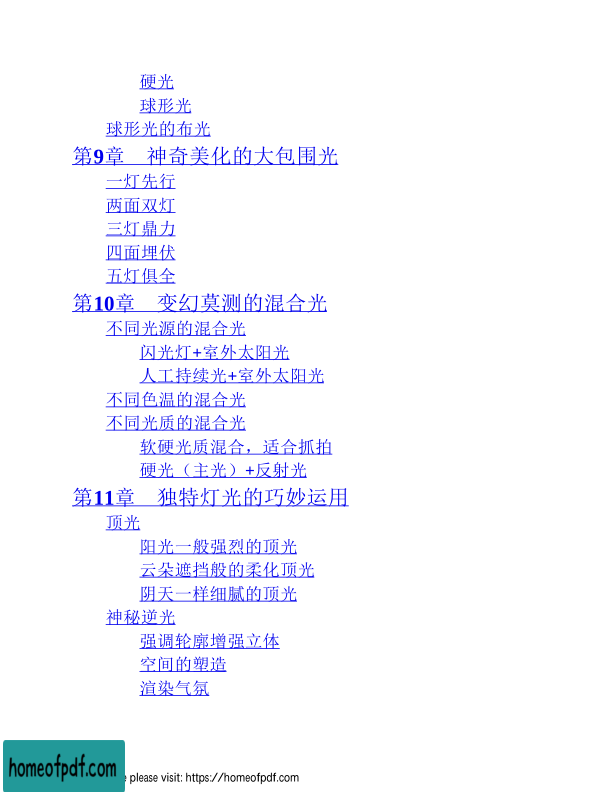 硬光
球形光
球形光的布光
第9章　神奇美化的大包围光
一灯先行
两面双灯
三灯鼎力
四面埋伏
五灯俱全
第10章　变幻莫测的混合光
不同光源的混合光
闪光灯+室外太阳光
人工持续光+室外太阳光
不同色温的混合光
不同光质的混合光
软硬光质混合，适合抓拍
硬光（主光）+反射光
第11章　独特灯光的巧妙运用
顶光
阳光一般强烈的顶光
云朵遮挡般的柔化顶光
阴天一样细腻的顶光
神秘逆光
强调轮廓增强立体
空间的塑造
渲染气氛
homeofpdf.com
please visit: https://homeofpdf.com